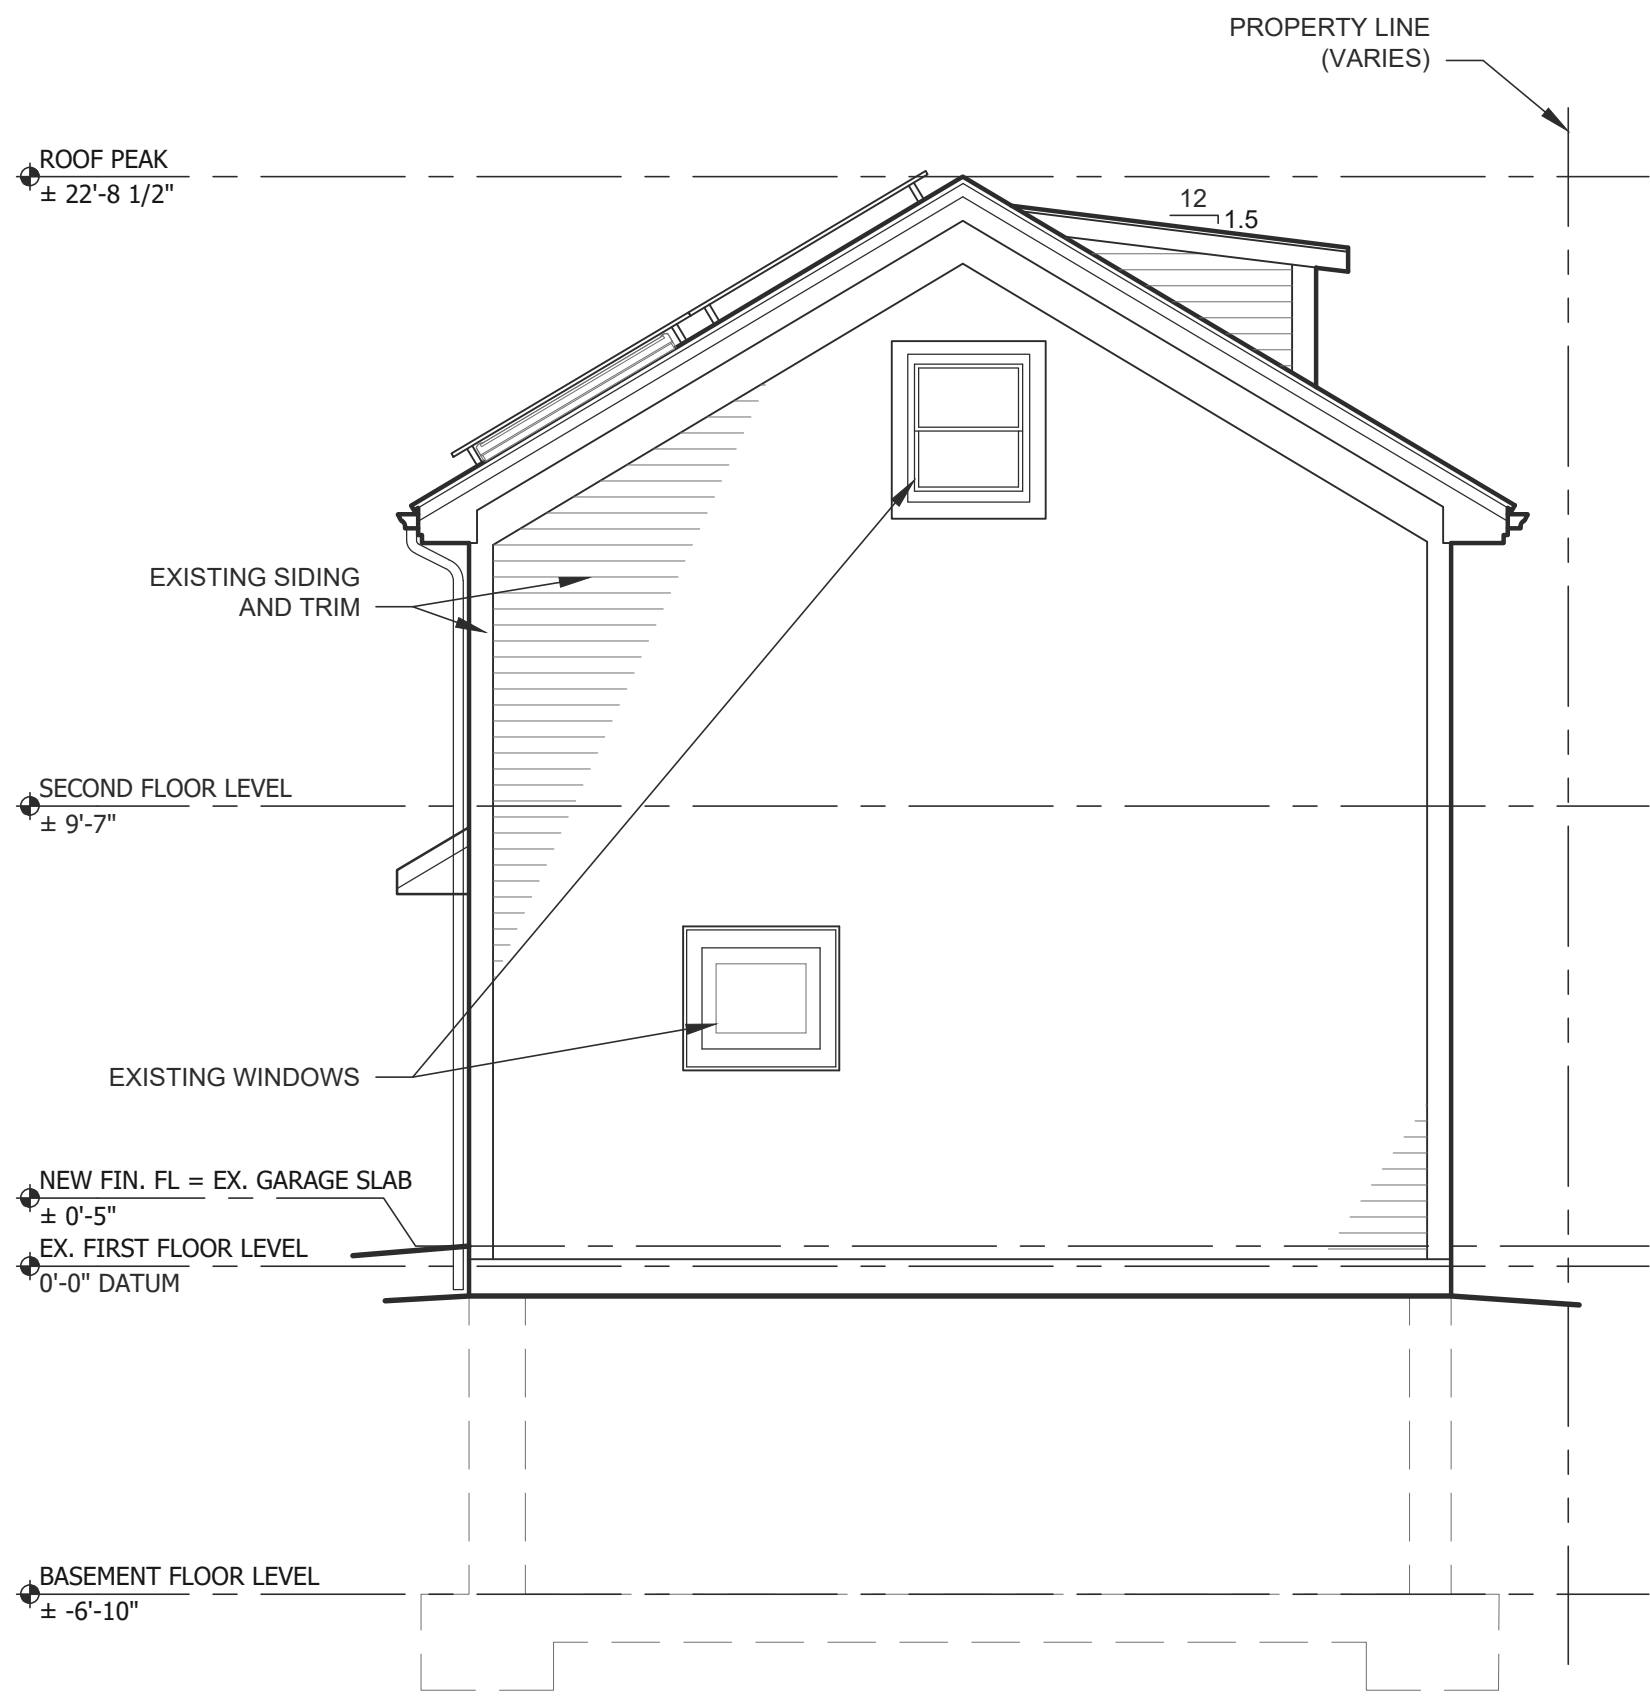 PROPERTY LINE
(VARIES)
ROOF PEAK
± 22'-8 1/2"
12
1.5
EXISTING SIDING
AND TRIM
SECOND FLOOR LEVEL
± 9'-7"
EXISTING WINDOWS
NEW FIN. FL = EX. GARAGE SLAB
± 0'-5"
EX. FIRST FLOOR LEVEL
0'-0" DATUM
BASEMENT FLOOR LEVEL
± -6'-10"